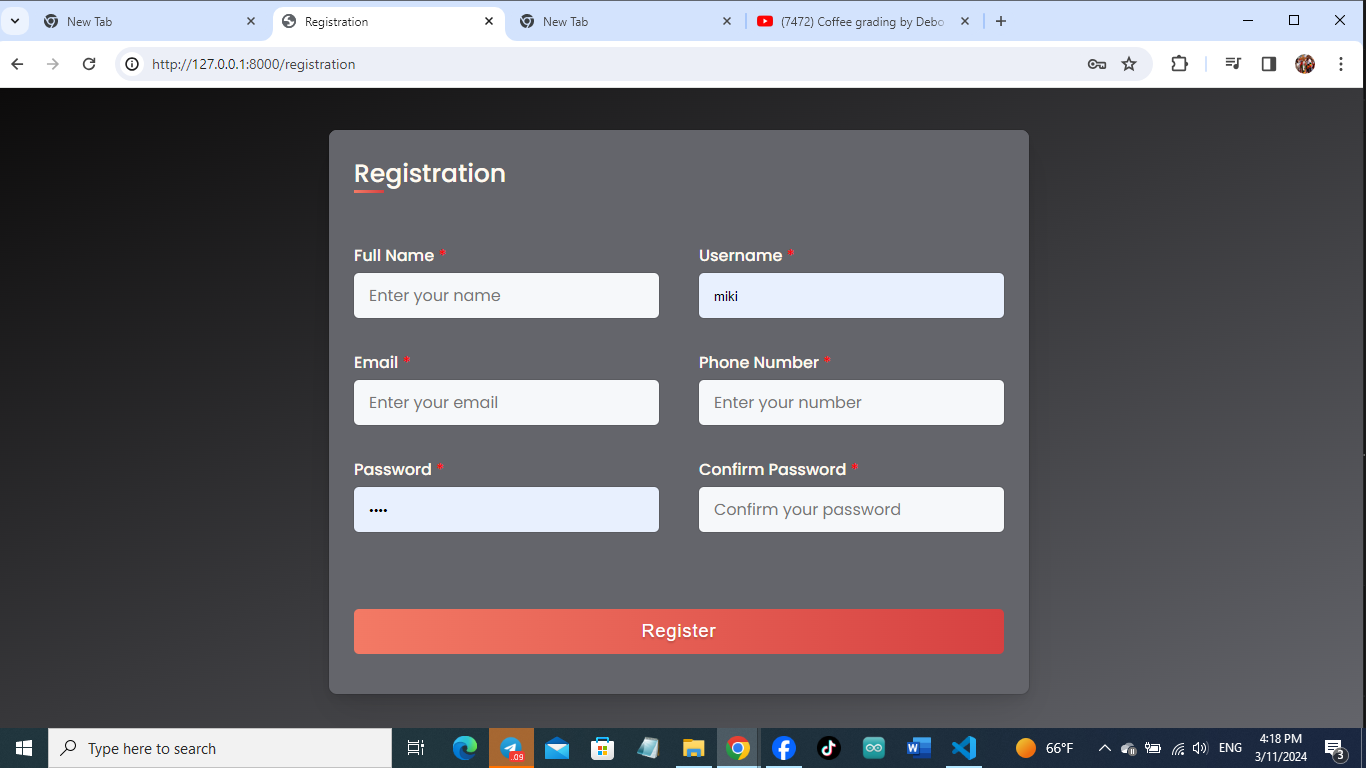 New Tab
Registration
New Tab
(7472) Coffee grading by Debo
http://127.0.0.1:8000/registration
Registration
Full Name *
Username *
Enter your name
miki
Email *
Phone Number *
Enter your email
Enter your number
Password *
Confirm Password *
••••
Confirm your password
Register
Type here to search
.09
66°F
ENG
4:18 PM
3/11/2024
3